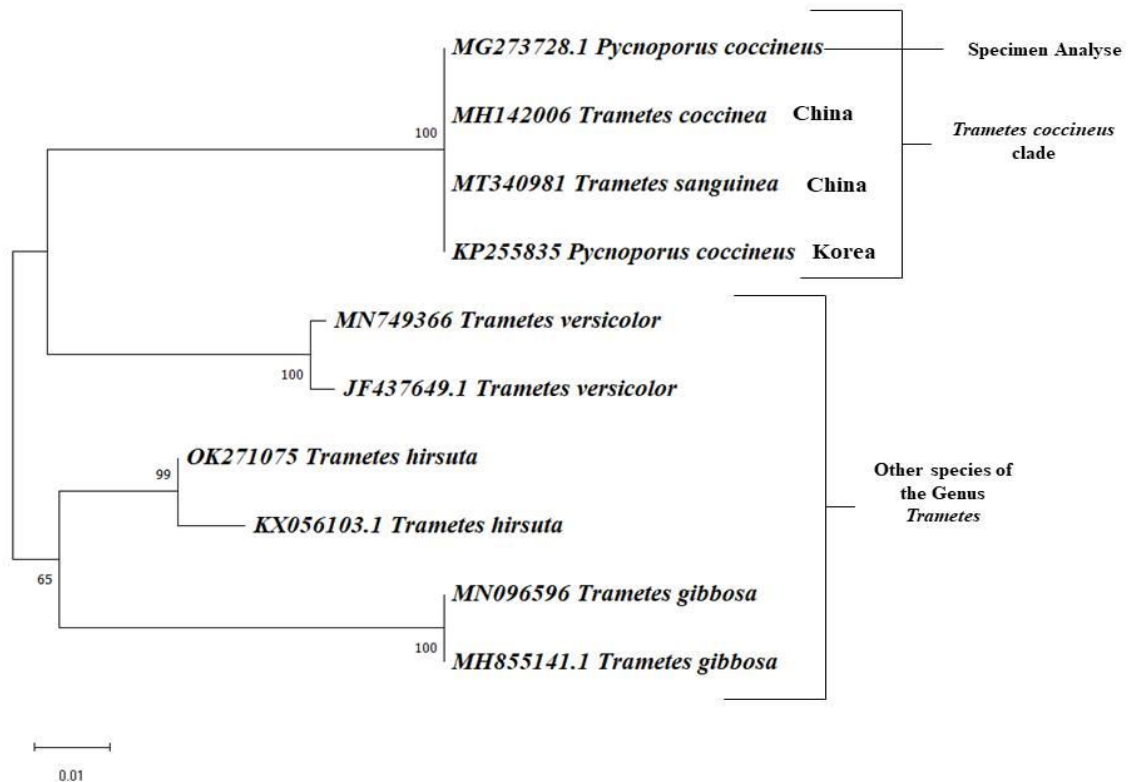 MG273728.1 Pycnoporus coccineus
Specimen Analyse
MH142006 Trametes coccinea China
100
Trametes coccineus
clade
MT340981 Trametes sanguinea China
KP255835 Pycnoporus coccineus Korea
MN749366 Trametes versicolor
100
JF437649.1 Trametes versicolor
OK271075 Trametes hirsuta
99
Other species of
the Genus
Trametes
KX056103.1 Trametes hirsuta
65
MN096596 Trametes gibbosa
100
MH855141.1 Trametes gibbosa
0.01